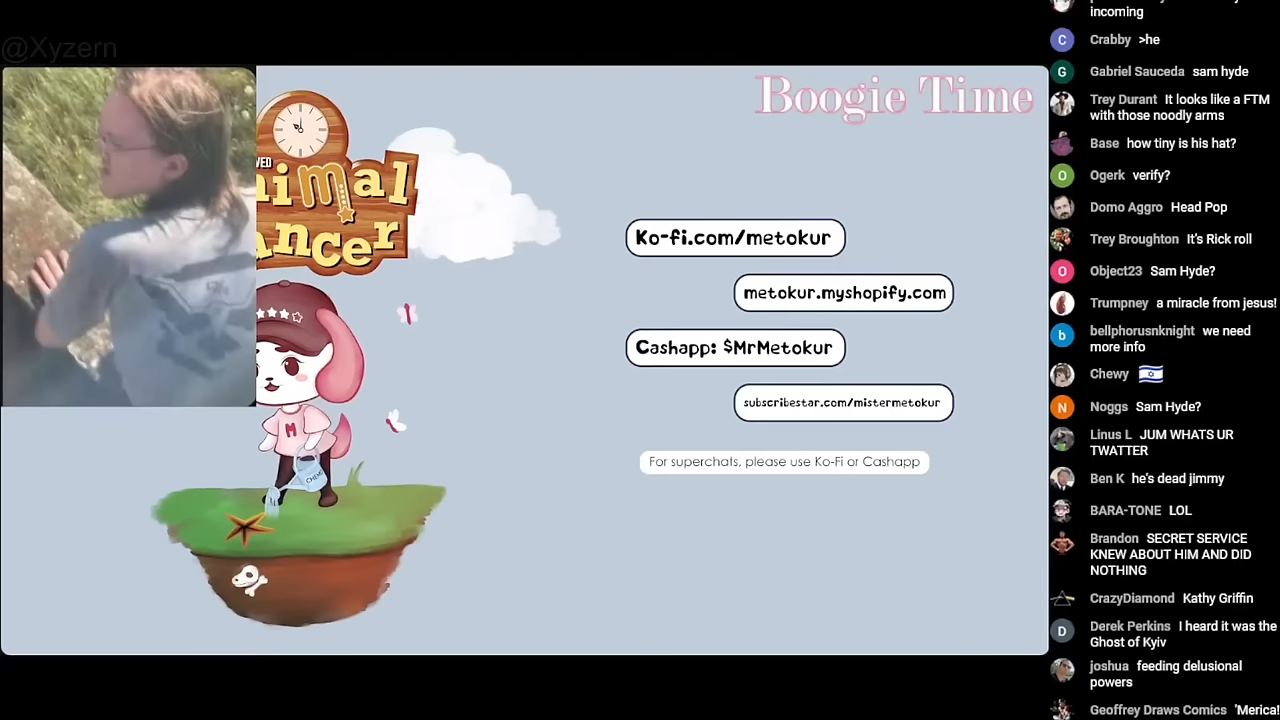 @Xyzern
Boogie Time
imal
ancer
Ko-fi.com/metokur
metokur.myshopify.com
Cashapp: $MrMetokur
subscribestar.com/mistermetokur
For superchats, please use Ko-Fi or Cashapp
M
CHEMO
incoming
Crabby >he
Gabriel Sauceda sam hyde
Trey Durant It looks like a FTM
with those noodly arms
Base how tiny is his hat?
Ogerk verify?
Domo Aggro Head Pop
Trey Broughton It's Rick roll
Object23 Sam Hyde?
Trumpney a miracle from jesus!
bellphorusnknight we need
more info
Chewy 🇮🇱
Noggs Sam Hyde?
Linus L JUM WHATS UR
TWATTER
Ben K he's dead jimmy
BARA-TONE LOL
Brandon SECRET SERVICE
KNEW ABOUT HIM AND DID
NOTHING
CrazyDiamond Kathy Griffin
Derek Perkins I heard it was the
Ghost of Kyiv
joshua feeding delusional
powers
Geoffrey Draws Comics 'Merica!